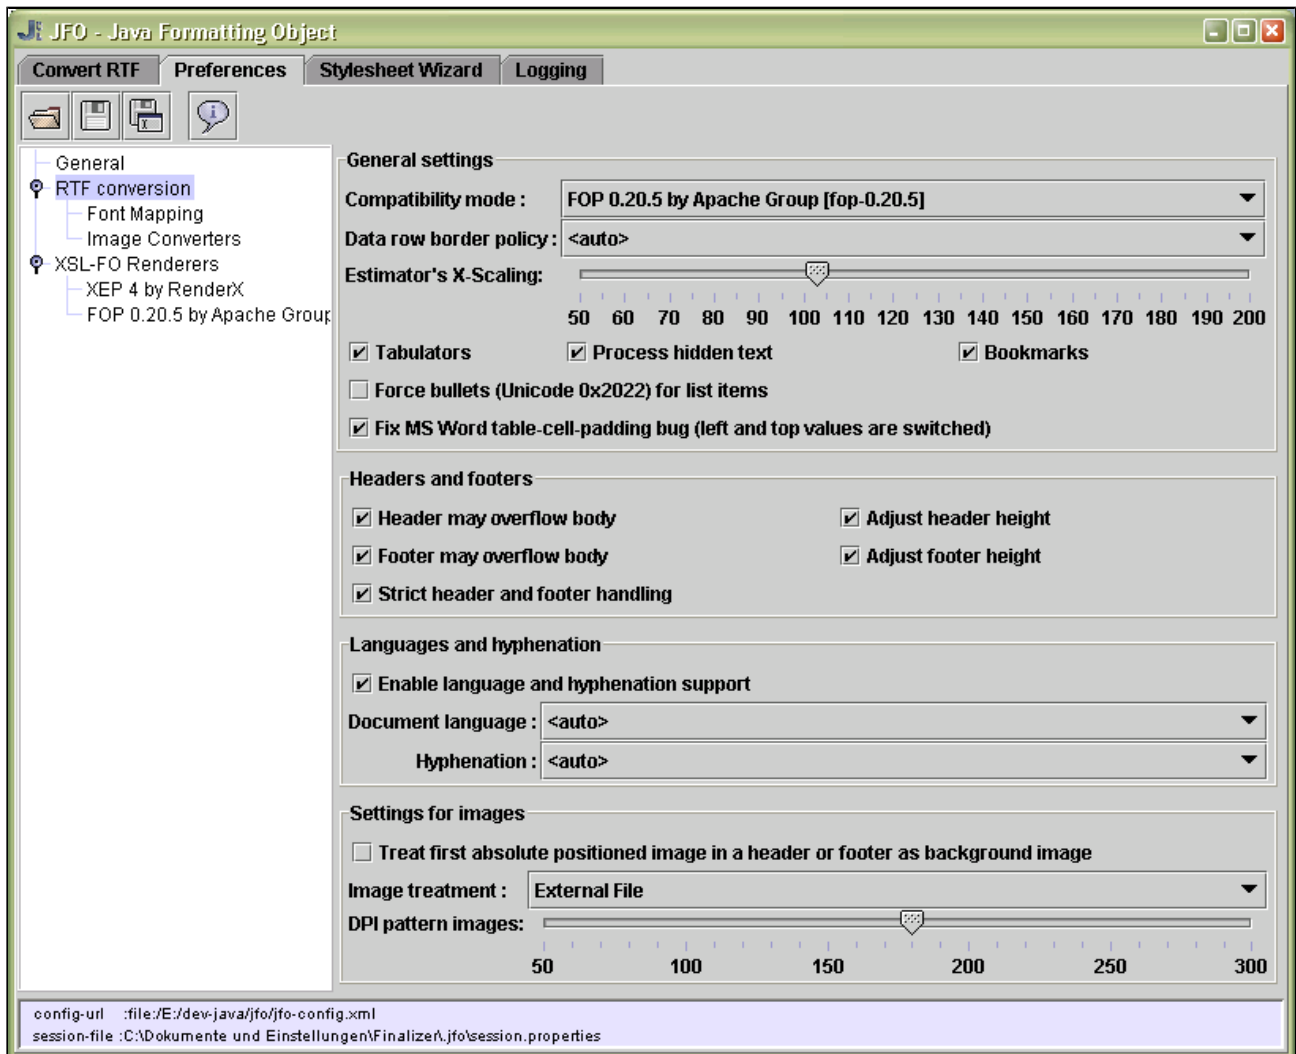 JFO - Java Formatting Object
Convert RTF Preferences Stylesheet Wizard Logging
General
RTF conversion
Font Mapping
Image Converters
XSL-FO Renderers
XEP 4 by RenderX
FOP 0.20.5 by Apache Group
General settings
Compatibility mode : FOP 0.20.5 by Apache Group [fop-0.20.5]
Data row border policy : <auto>
Estimator's X-Scaling:
50 60 70 80 90 100 110 120 130 140 150 160 170 180 190 200
Tabulators Process hidden text Bookmarks
Force bullets (Unicode 0x2022) for list items
Fix MS Word table-cell-padding bug (left and top values are switched)
Headers and footers
Header may overflow body Adjust header height
Footer may overflow body Adjust footer height
Strict header and footer handling
Languages and hyphenation
Enable language and hyphenation support
Document language : <auto>
Hyphenation : <auto>
Settings for images
Treat first absolute positioned image in a header or footer as background image
Image treatment : External File
DPI pattern images:
50 100 150 200 250 300
config-url :file:/E:/dev-java/jfo/jfo-config.xml
session-file :C:\Dokumente und Einstellungen\Finalizer\.jfo\session.properties